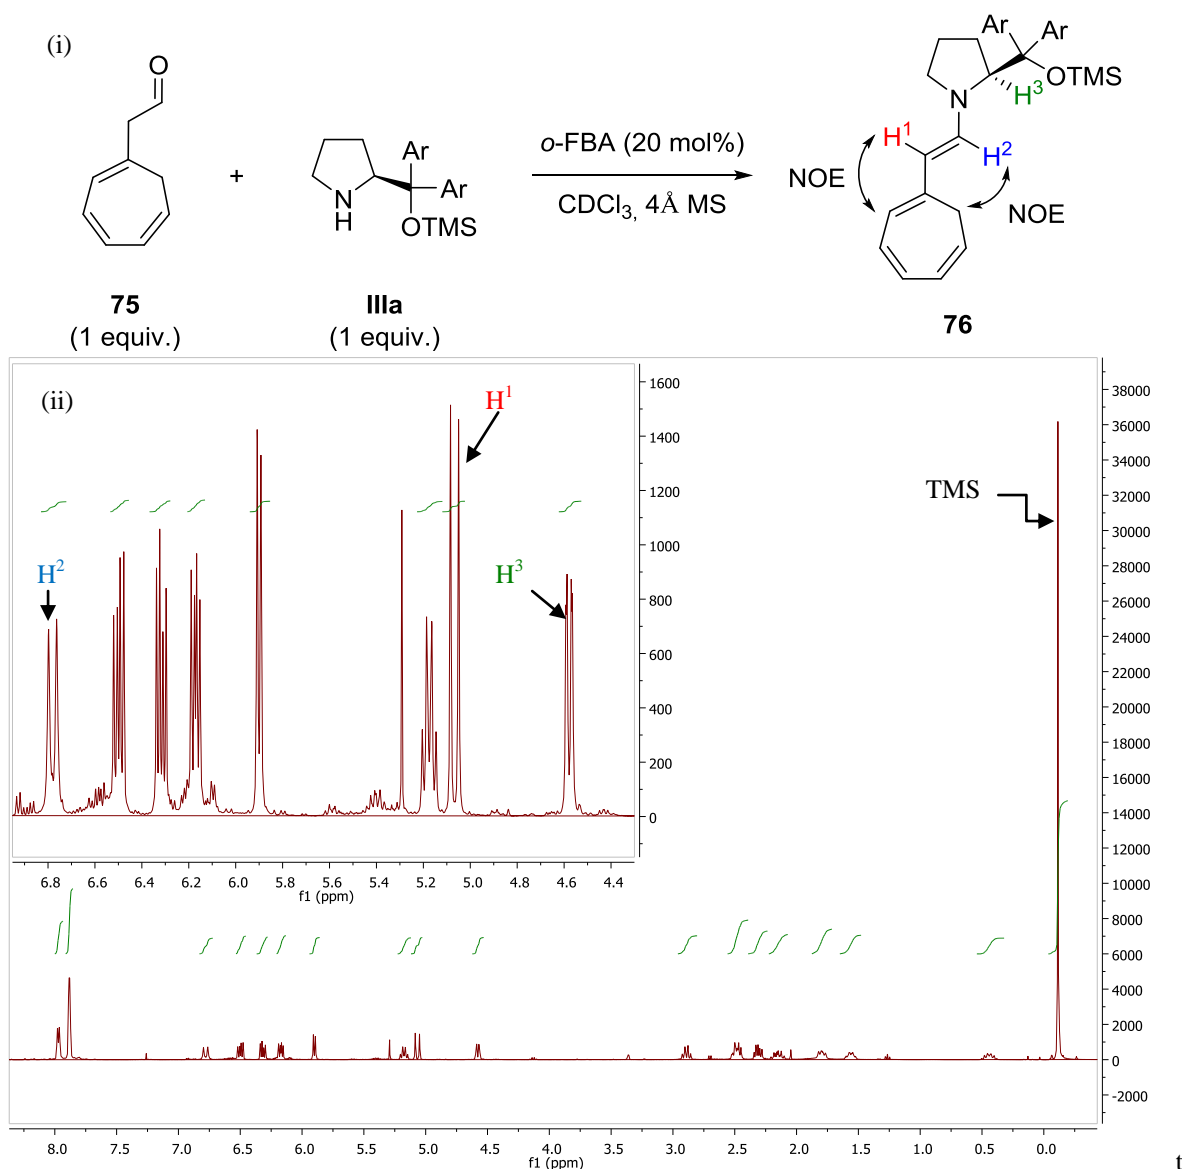 (i)
O
75
(1 equiv.)
+
N
H
Ar
Ar
OTMS
IIIa
(1 equiv.)
o-FBA (20 mol%)
CDCl₃, 4Å MS
Ar
Ar
OTMS
H³
N
H¹
H²
NOE
NOE
76
(ii)
H¹
H²
H³
1600
1400
1200
1000
800
600
400
200
0
6.8 6.6 6.4 6.2 6.0 5.8 5.6 5.4 5.2 5.0 4.8 4.6 4.4
f1 (ppm)
TMS
38000
36000
34000
32000
30000
28000
26000
24000
22000
20000
18000
16000
14000
12000
10000
8000
6000
4000
2000
0
-2000
8.0 7.5 7.0 6.5 6.0 5.5 5.0 4.5 4.0 3.5 3.0 2.5 2.0 1.5 1.0 0.5 0.0
f1 (ppm)
t